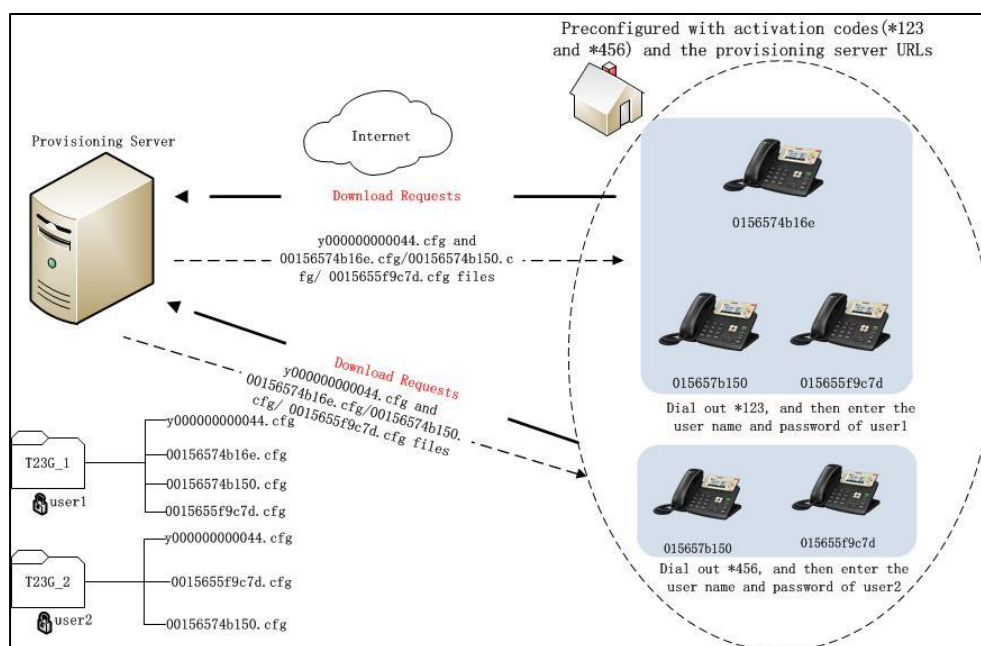 Preconfigured with activation codes(*123
and *456) and the provisioning server URLs
Provisioning Server
Internet
Download Requests
y000000000044.cfg and
00156574b16e.cfg/00156574b150.c
fg/ 0015655f9c7d.cfg files
0156574b16e
015657b150
015655f9c7d
Dial out *123, and then enter the
user name and password of user1
Download Requests
y000000000044.cfg and
00156574b16e.cfg/00156574b150.
cfg/ 0015655f9c7d.cfg files
015657b150
015655f9c7d
Dial out *456, and then enter the
user name and password of user2
T23G_1
user1
y000000000044.cfg
00156574b16e.cfg
00156574b150.cfg
0015655f9c7d.cfg
T23G_2
user2
y000000000044.cfg
0015655f9c7d.cfg
00156574b150.cfg